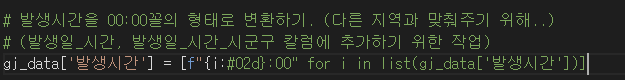 # 발생시간을 00:00꼴의 형태로 변환하기. (다른 지역과 맞춰주기 위해..)
# (발생일_시간, 발생일_시간_시군구 칼럼에 추가하기 위한 작업)
gj_data['발생시간'] = [f"{i:#02d}:00" for i in list(gj_data['발생시간'])]